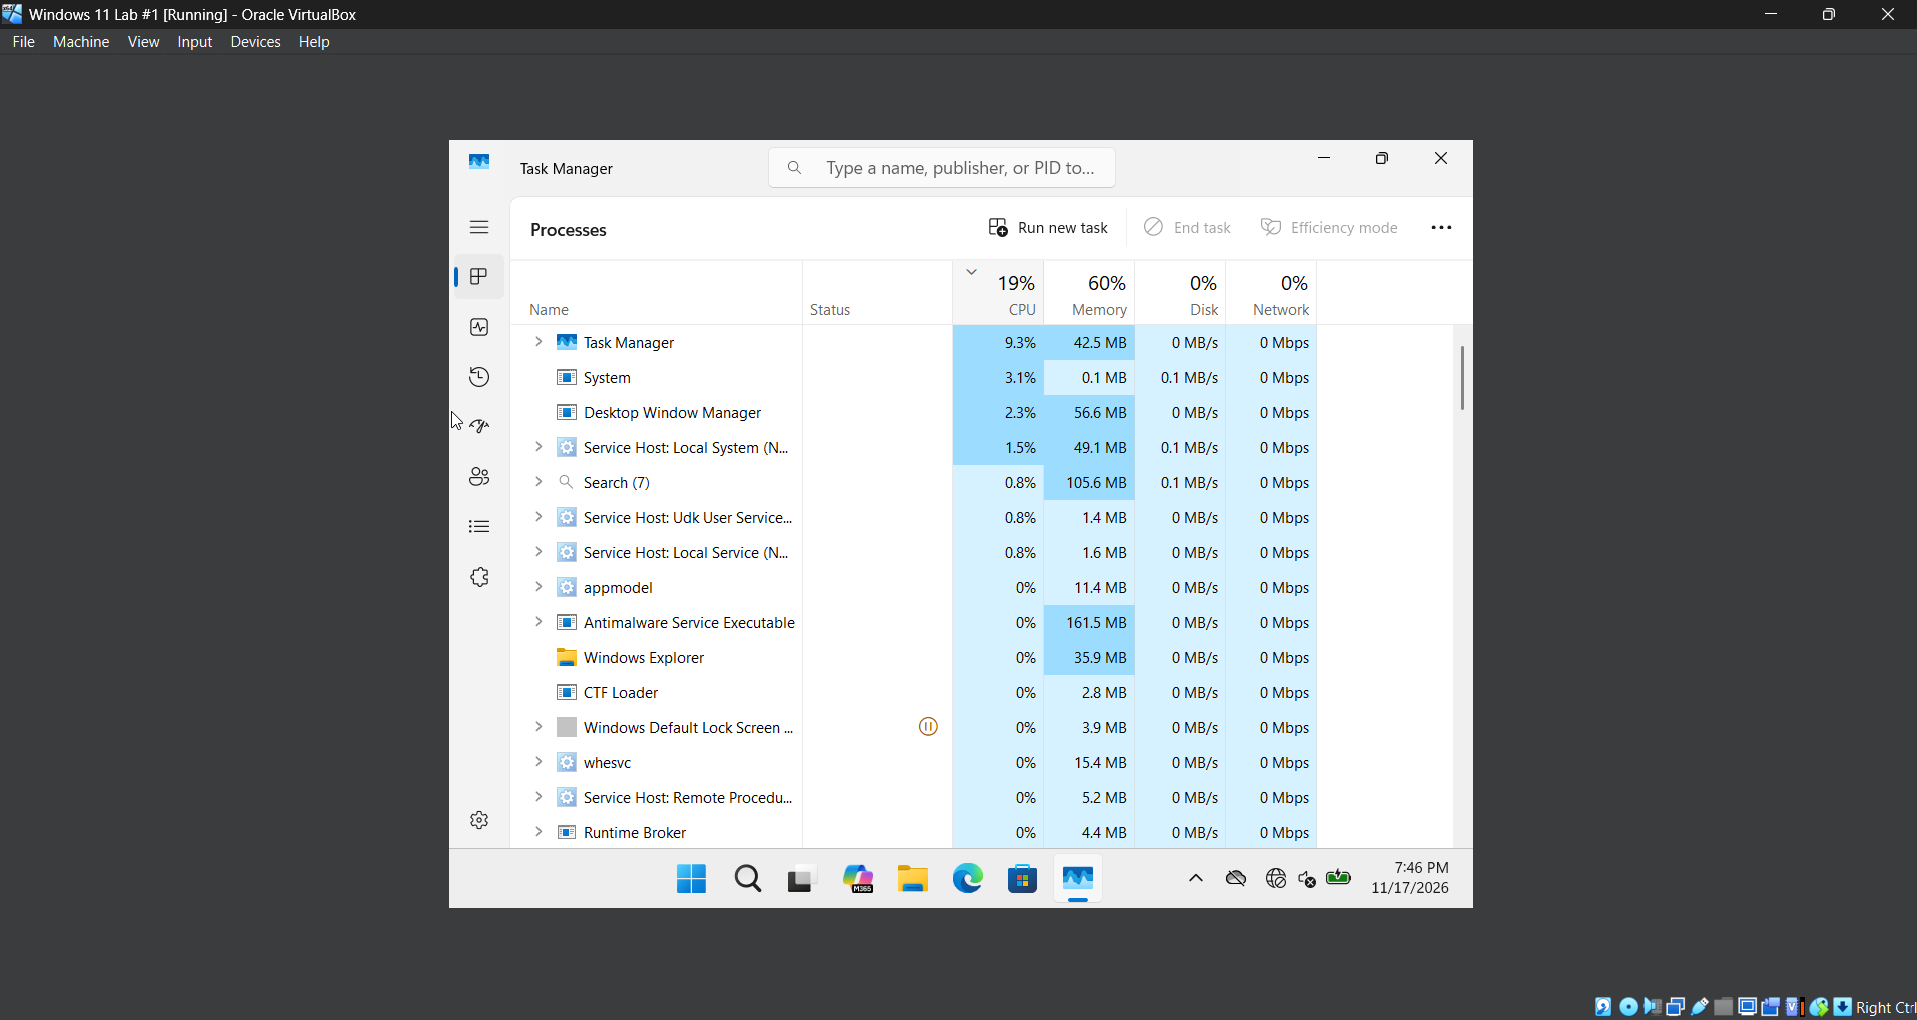 Windows 11 Lab #1 [Running] - Oracle VirtualBox
File Machine View Input Devices Help
Task Manager
Type a name, publisher, or PID to...
Processes
Run new task
End task
Efficiency mode
19% 60% 0% 0%
Name Status CPU Memory Disk Network
Task Manager 9.3% 42.5 MB 0 MB/s 0 Mbps
System 3.1% 0.1 MB 0.1 MB/s 0 Mbps
Desktop Window Manager 2.3% 56.6 MB 0 MB/s 0 Mbps
Service Host: Local System (N... 1.5% 49.1 MB 0.1 MB/s 0 Mbps
Search (7) 0.8% 105.6 MB 0.1 MB/s 0 Mbps
Service Host: Udk User Service... 0.8% 1.4 MB 0 MB/s 0 Mbps
Service Host: Local Service (N... 0.8% 1.6 MB 0 MB/s 0 Mbps
appmodel 0% 11.4 MB 0 MB/s 0 Mbps
Antimalware Service Executable 0% 161.5 MB 0 MB/s 0 Mbps
Windows Explorer 0% 35.9 MB 0 MB/s 0 Mbps
CTF Loader 0% 2.8 MB 0 MB/s 0 Mbps
Windows Default Lock Screen ... 0% 3.9 MB 0 MB/s 0 Mbps
whesvc 0% 15.4 MB 0 MB/s 0 Mbps
Service Host: Remote Procedu... 0% 5.2 MB 0 MB/s 0 Mbps
Runtime Broker 0% 4.4 MB 0 MB/s 0 Mbps
M365
7:46 PM
11/17/2026
Right Ctrl